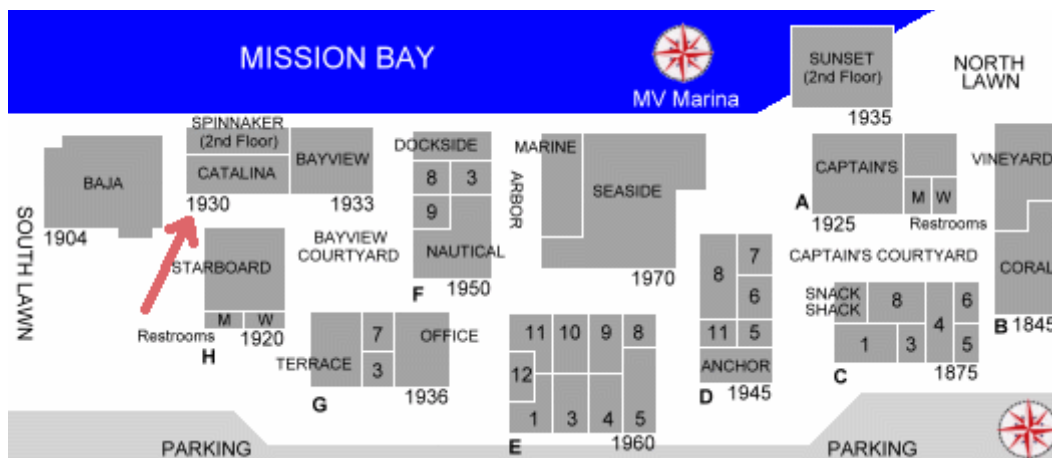 MISSION BAY
MV Marina
SUNSET
(2nd Floor)
1935
NORTH
LAWN
SPINNAKER
(2nd Floor)
CATALINA
1930
BAYVIEW
1933
BAJA
1904
SOUTH LAWN
STARBOARD
M W
Restrooms
H
1920
BAYVIEW
COURTYARD
DOCKSIDE
8 3
9
NAUTICAL
F
1950
ARBOR
MARINE
SEASIDE
1970
CAPTAIN'S
A
1925
M W
Restrooms
VINEYARD
CORAL
B
1845
CAPTAIN'S COURTYARD
SNACK
SHACK
8
6
4
1
3
5
C
1875
8
7
6
11 5
ANCHOR
D
1945
11 10 9 8
12
1 3 4 5
E
1960
TERRACE
7
3
OFFICE
G
1936
PARKING
PARKING